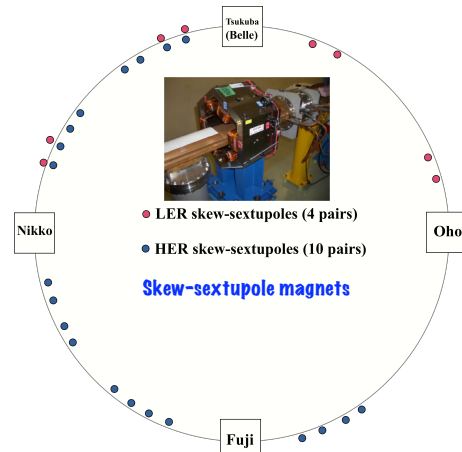 Tsukuba
(Belle)
LER skew-sextupoles (4 pairs)
Nikko
Oho
HER skew-sextupoles (10 pairs)
Skew-sextupole magnets
Fuji